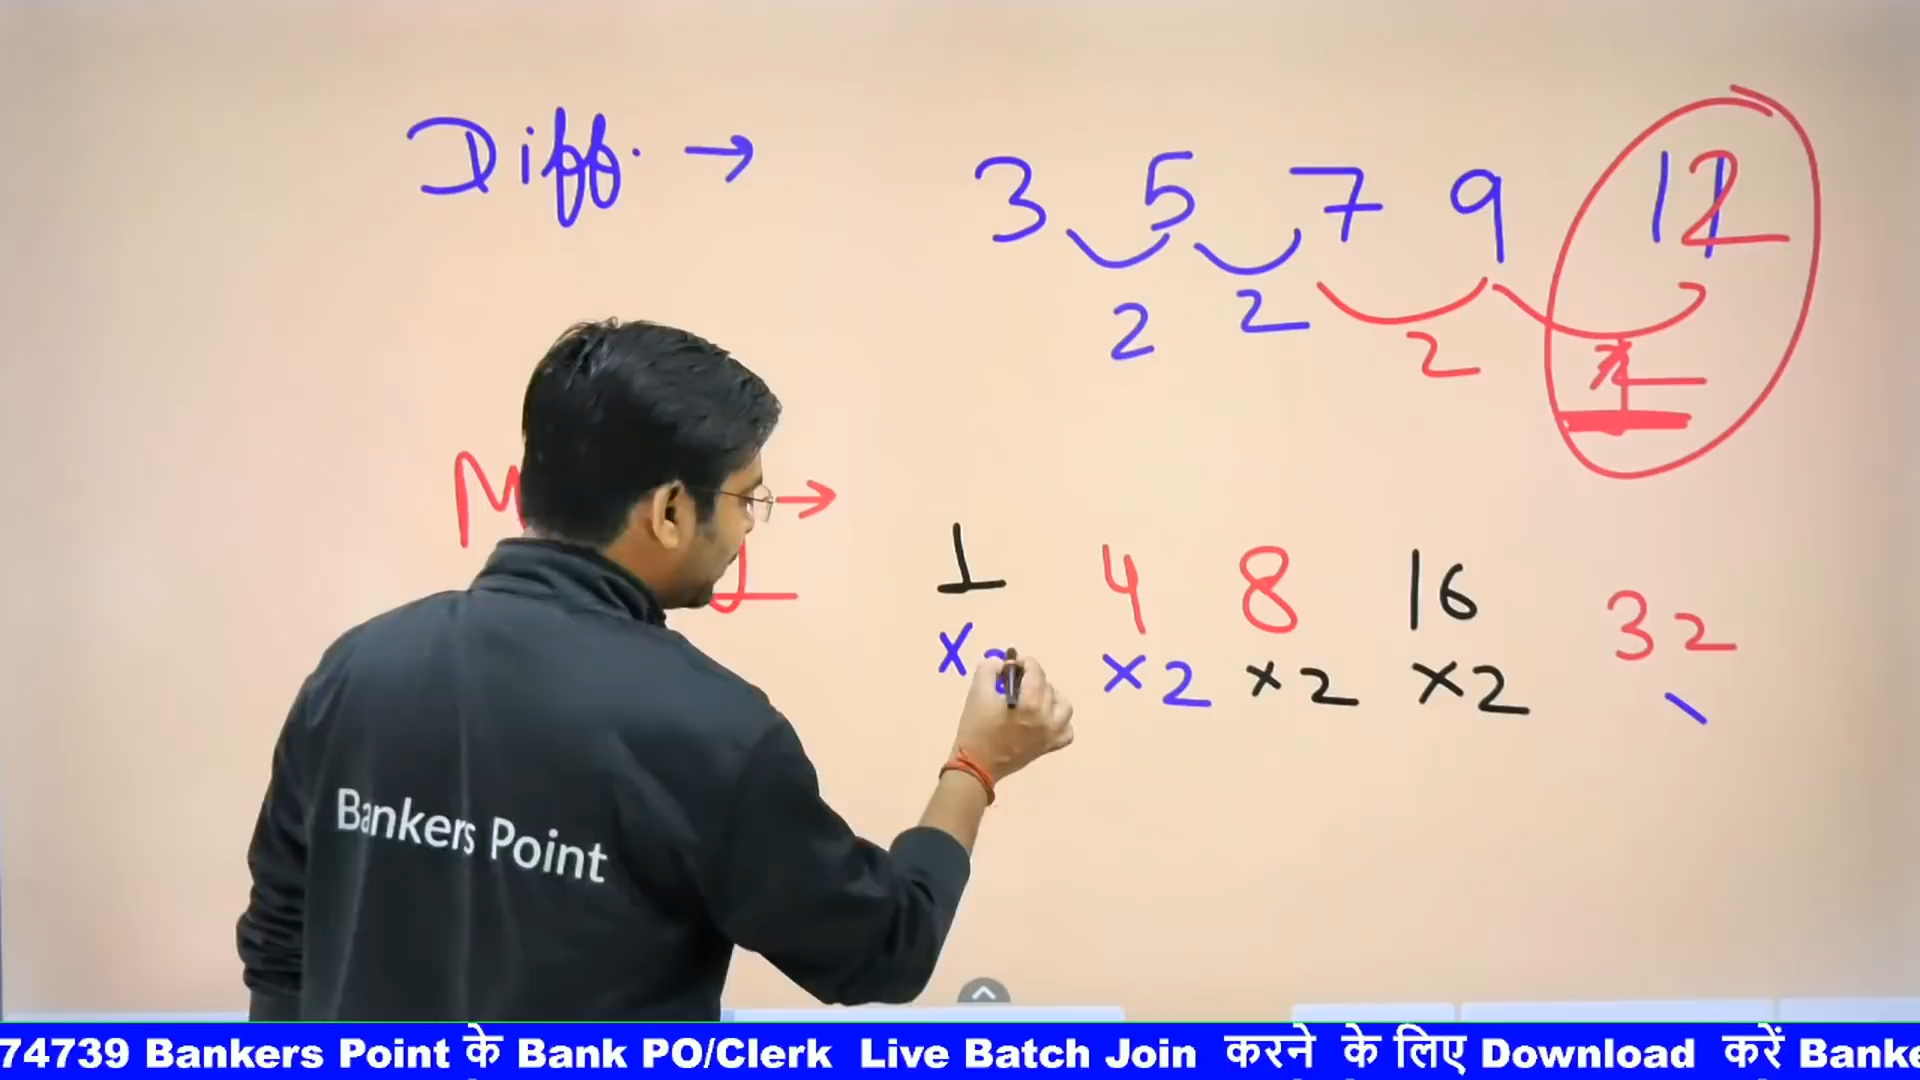 Diff. → 3 5 7 9
2 2 2
→
1 4 8 16 32
×2 ×2 ×2 ×2
Bankers Point
74739 Bankers Point के Bank PO/Clerk Live Batch Join करने के लिए Download करें Banke